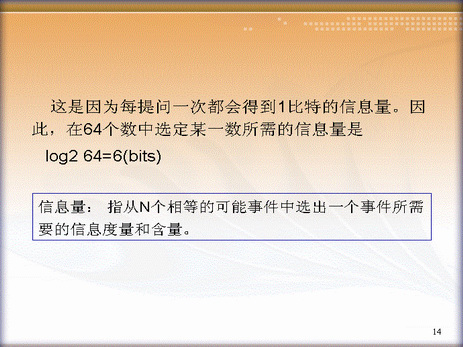 这是因为每提问一次都会得到1比特的信息量。因
此，在64个数中选定某一数所需的信息量是
log2 64=6(bits)
信息量： 指从N个相等的可能事件中选出一个事件所需
要的信息度量和含量。
14